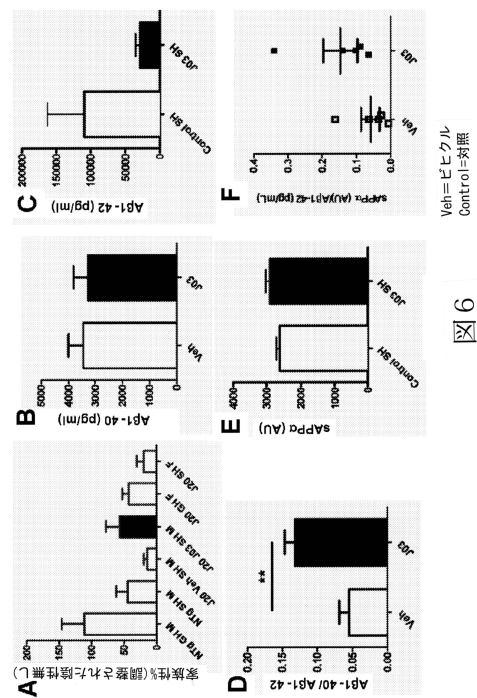 A
家族性%(調整された陰性無し)
200
150
100
50
0
NTg GH M
NTg SH M
J20 Veh SH M
J20 J03 SH M
J20 GH F
J20 SH F
B
Aβ1-40 (pg/ml)
5000
4000
3000
2000
1000
0
Veh
J03
C
Aβ1-42 (pg/ml)
200000
150000
100000
50000
0
Control SH
J03 SH
D
Aβ1-40/Aβ1-42
0.20
0.15
0.10
0.05
0.00
**
Veh
J03
E
sAPPα (AU)
4000
3000
2000
1000
0
Control SH
J03 SH
F
sAPPα (AU)/Aβ1-42 (pg/mL)
0.4
0.3
0.2
0.1
0.0
Veh
J03
Veh=ビヒクル
Control=対照
図6